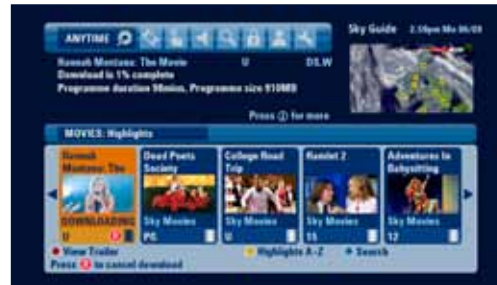 ANYTIME
Sky Guide 2.59pm Mo 06/09
Hannah Montana: The Movie U DS,W
Download is 1% complete
Programme duration 98mins, Programme size 910MB
Press i for more
MOVIES: Highlights
Hannah Montana: The
Dead Poets Society
College Road Trip
Hamlet 2
Adventures In Babysitting
DOWNLOADING
Sky Movies
Sky Movies
Sky Movies
Sky Movies
U
PG
U
15
12
View Trailer
Highlights A-Z
Search
Press to cancel download